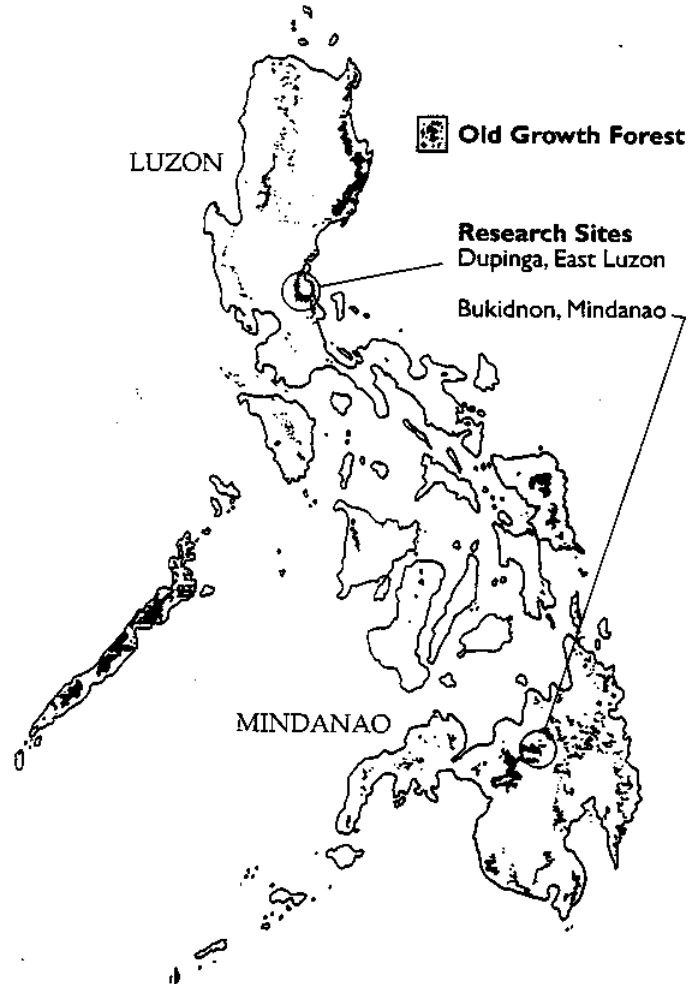 Old Growth Forest
LUZON
Research Sites
Dupinga, East Luzon
Bukidnon, Mindanao
MINDANAO